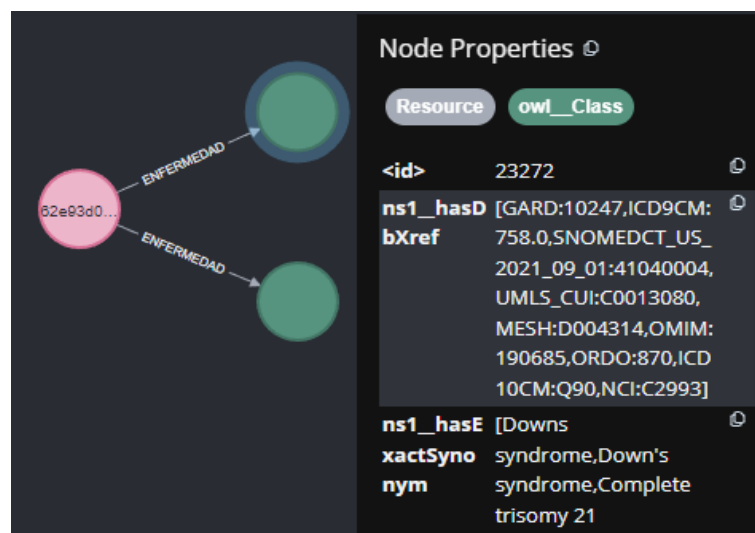 62e93d0...
ENFERMEDAD
ENFERMEDAD
Node Properties
Resource
owl__Class
<id> 23272
ns1__hasD [GARD:10247,ICD9CM:
bXref 758.0,SNOMEDCT_US_
2021_09_01:41040004,
UMLS_CUI:C0013080,
MESH:D004314,OMIM:
190685,ORDO:870,ICD
10CM:Q90,NCI:C2993]
ns1__hasE [Downs
xactSyno syndrome,Down's
nym syndrome,Complete
trisomy 21